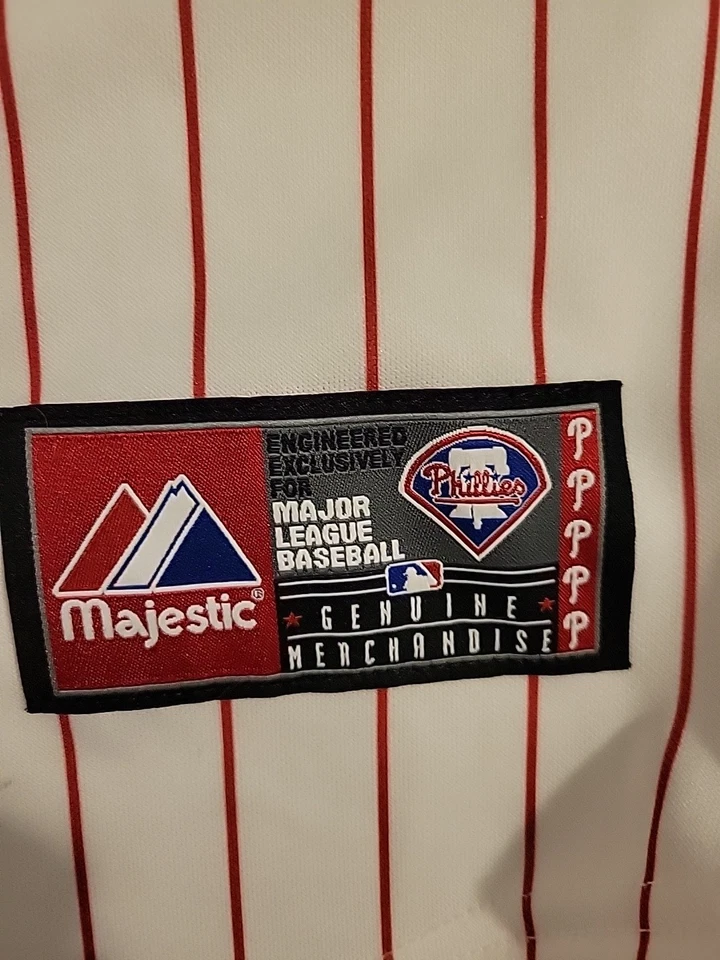 Majestic®
ENGINEERED
EXCLUSIVELY
FOR
MAJOR
LEAGUE
BASEBALL
Phillies
GENUINE
MERCHANDISE
P
P
P
P
P